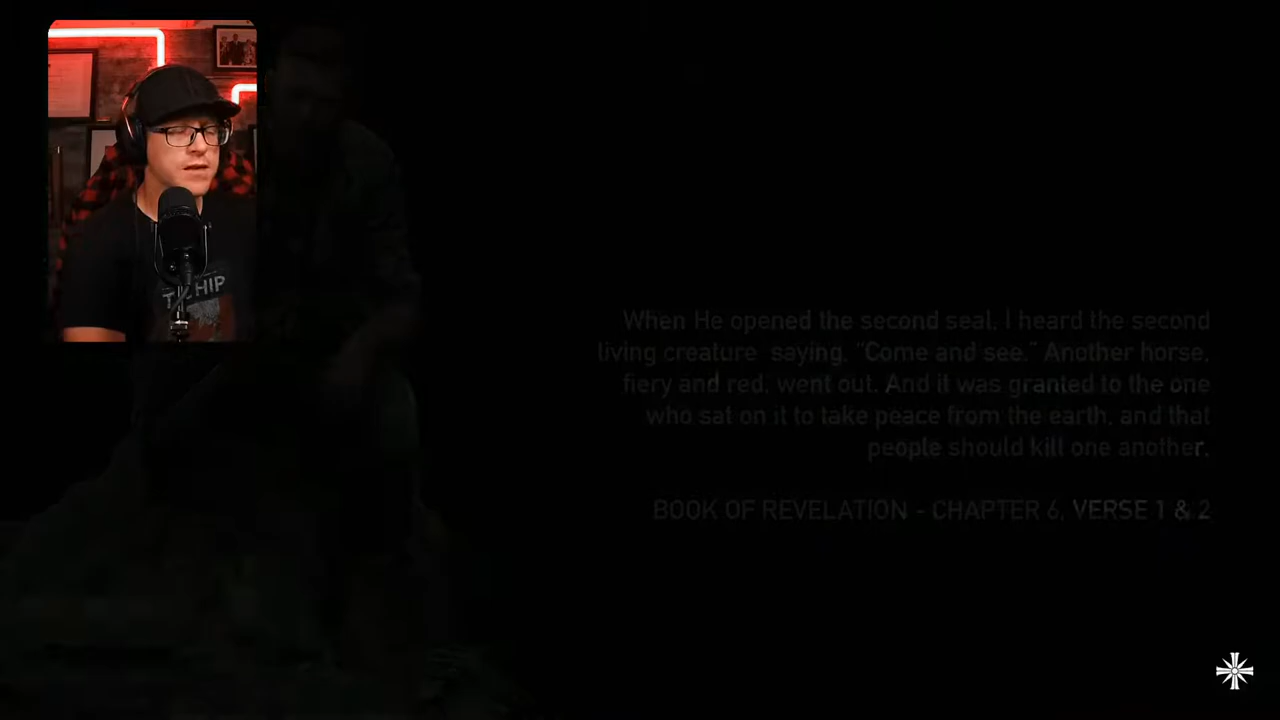 T CHIP
When He opened the second seal, I heard the second
living creature saying, "Come and see." Another horse,
fiery and red, went out. And it was granted to the one
who sat on it to take peace from the earth, and that
people should kill one another.
BOOK OF REVELATION - CHAPTER 6, VERSE 1 & 2